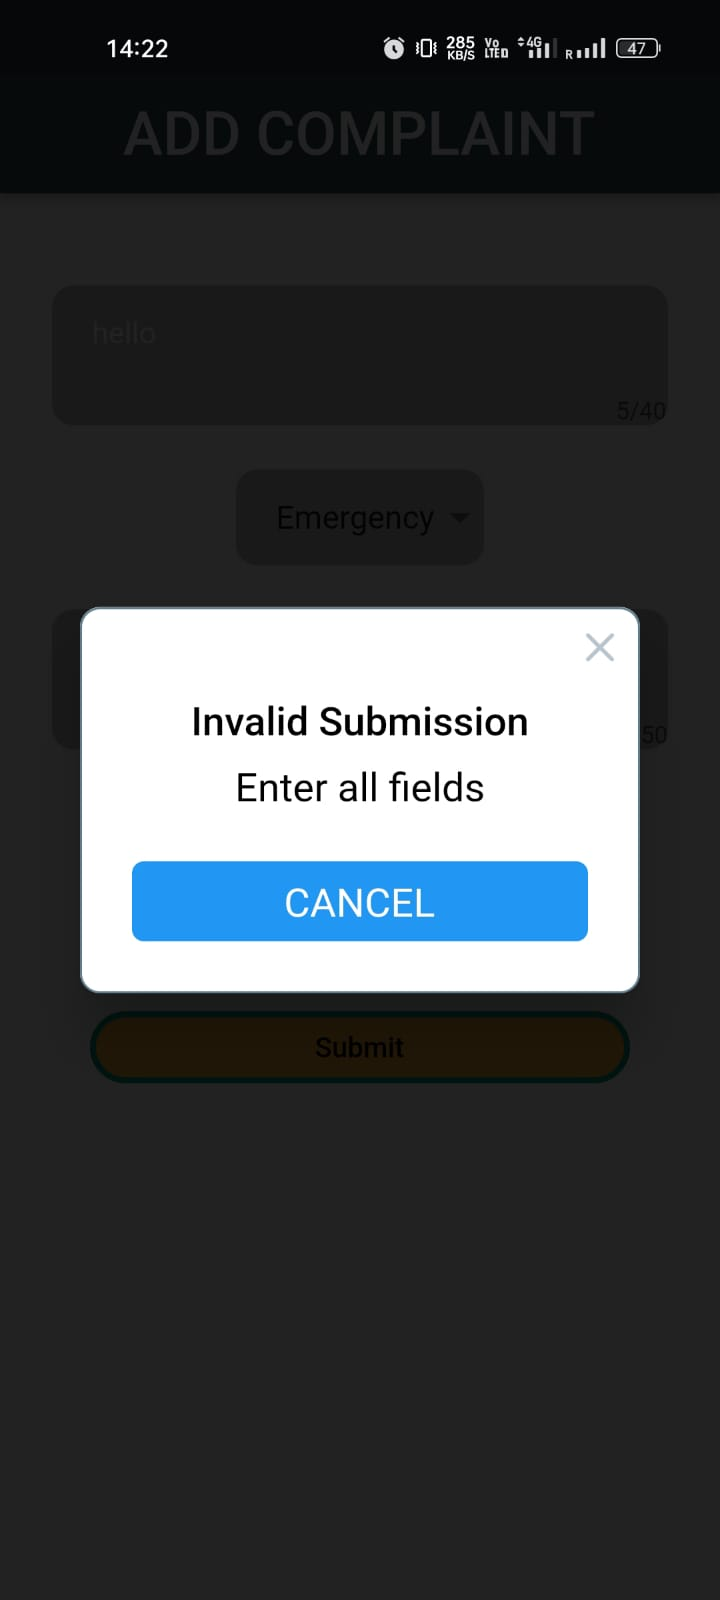 14:22
285 KB/S
Vo LTED
4G
R
47
ADD COMPLAINT
hello
5/40
Emergency
50
Invalid Submission
Enter all fields
CANCEL
Submit